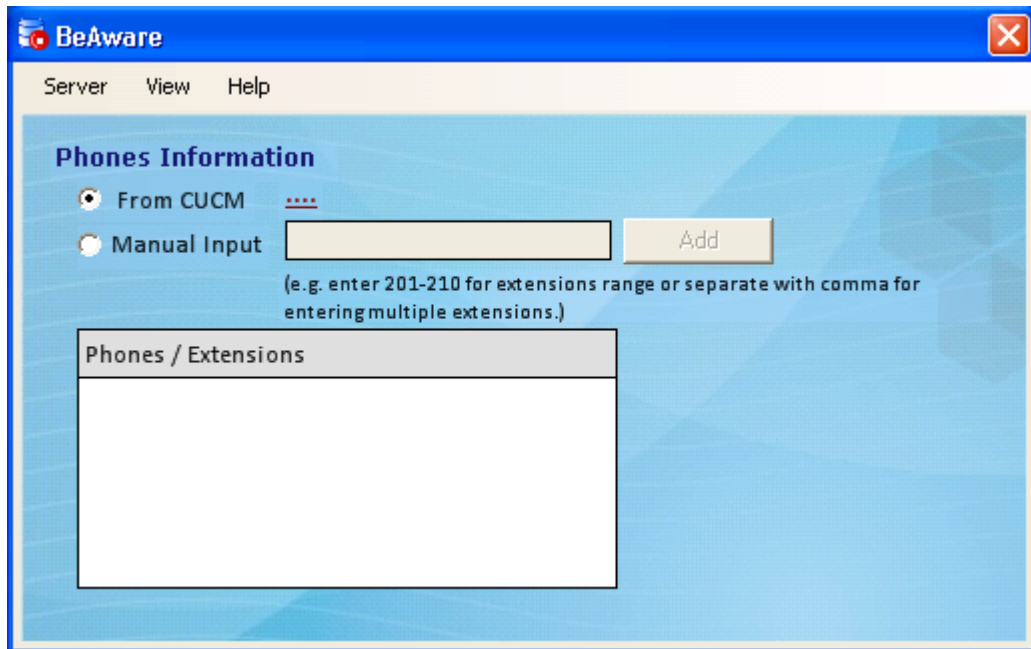 BeAware
Server View Help
Phones Information
From CUCM ....
Manual Input Add
(e.g. enter 201-210 for extensions range or separate with comma for
entering multiple extensions.)
Phones / Extensions